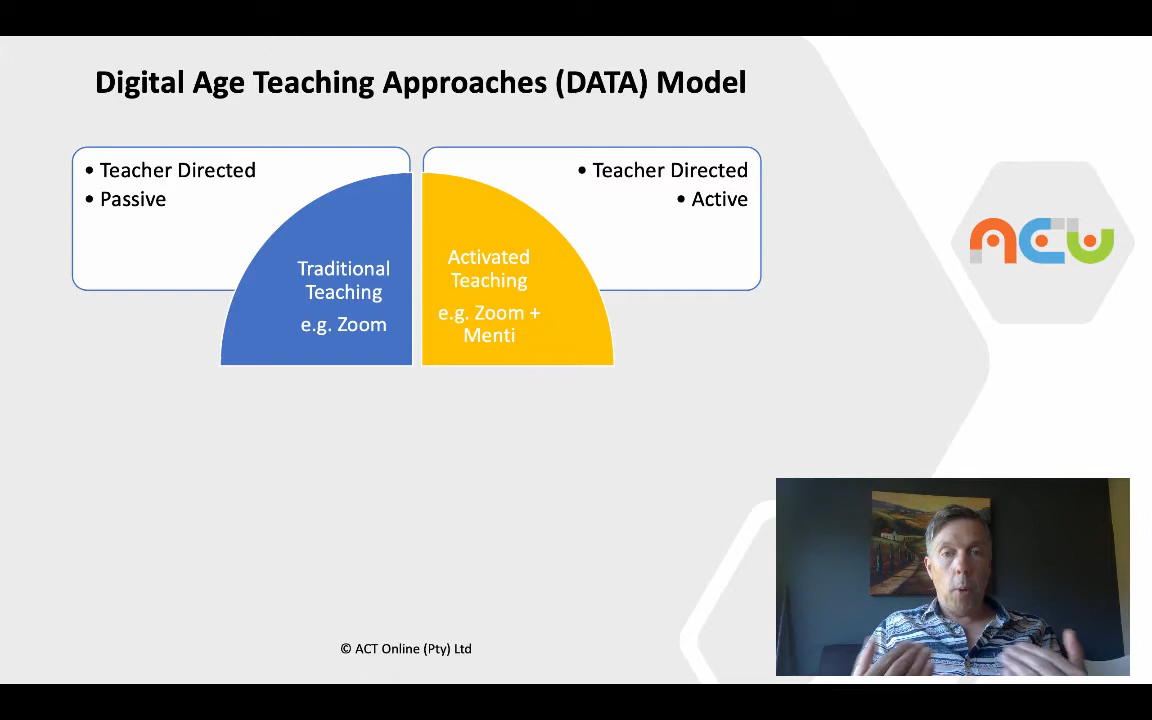 Digital Age Teaching Approaches (DATA) Model
• Teacher Directed
• Passive
• Teacher Directed
• Active
Traditional
Teaching
e.g. Zoom
Activated
Teaching
e.g. Zoom +
Menti
© ACT Online (Pty) Ltd